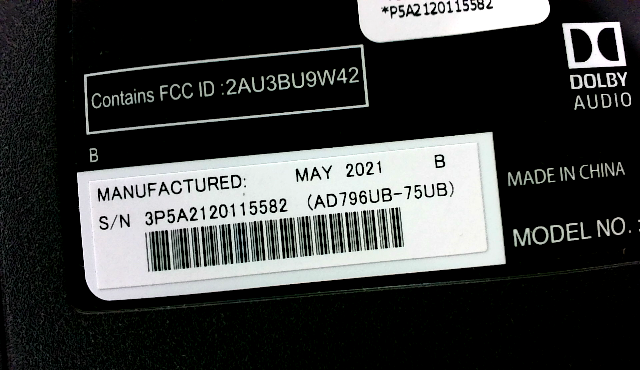 *P5A2120115582
Contains FCC ID :2AU3BU9W42
DOLBY
AUDIO
B
MANUFACTURED: MAY 2021 B
S/N 3P5A2120115582 (AD796UB-75UB)
MADE IN CHINA
MODEL NO.: